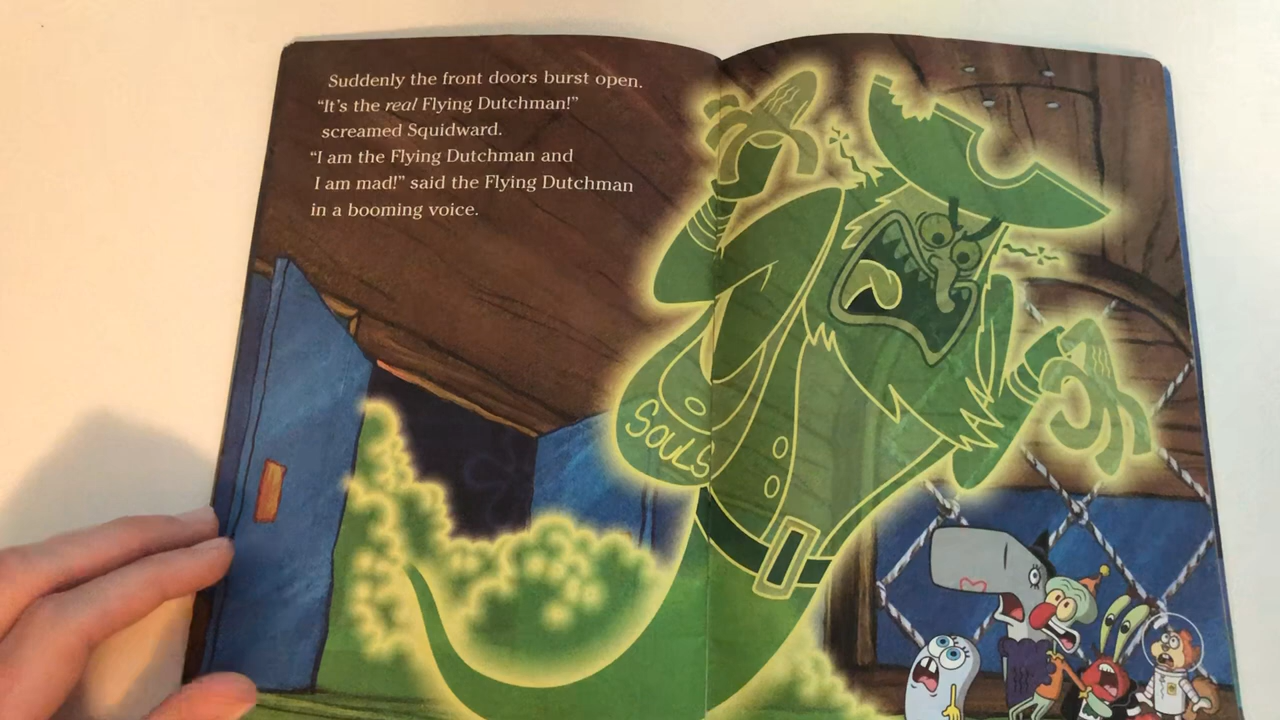 Suddenly the front doors burst open.
“It’s the real Flying Dutchman!”
screamed Squidward.
“I am the Flying Dutchman and
I am mad!” said the Flying Dutchman
in a booming voice.
SOULS